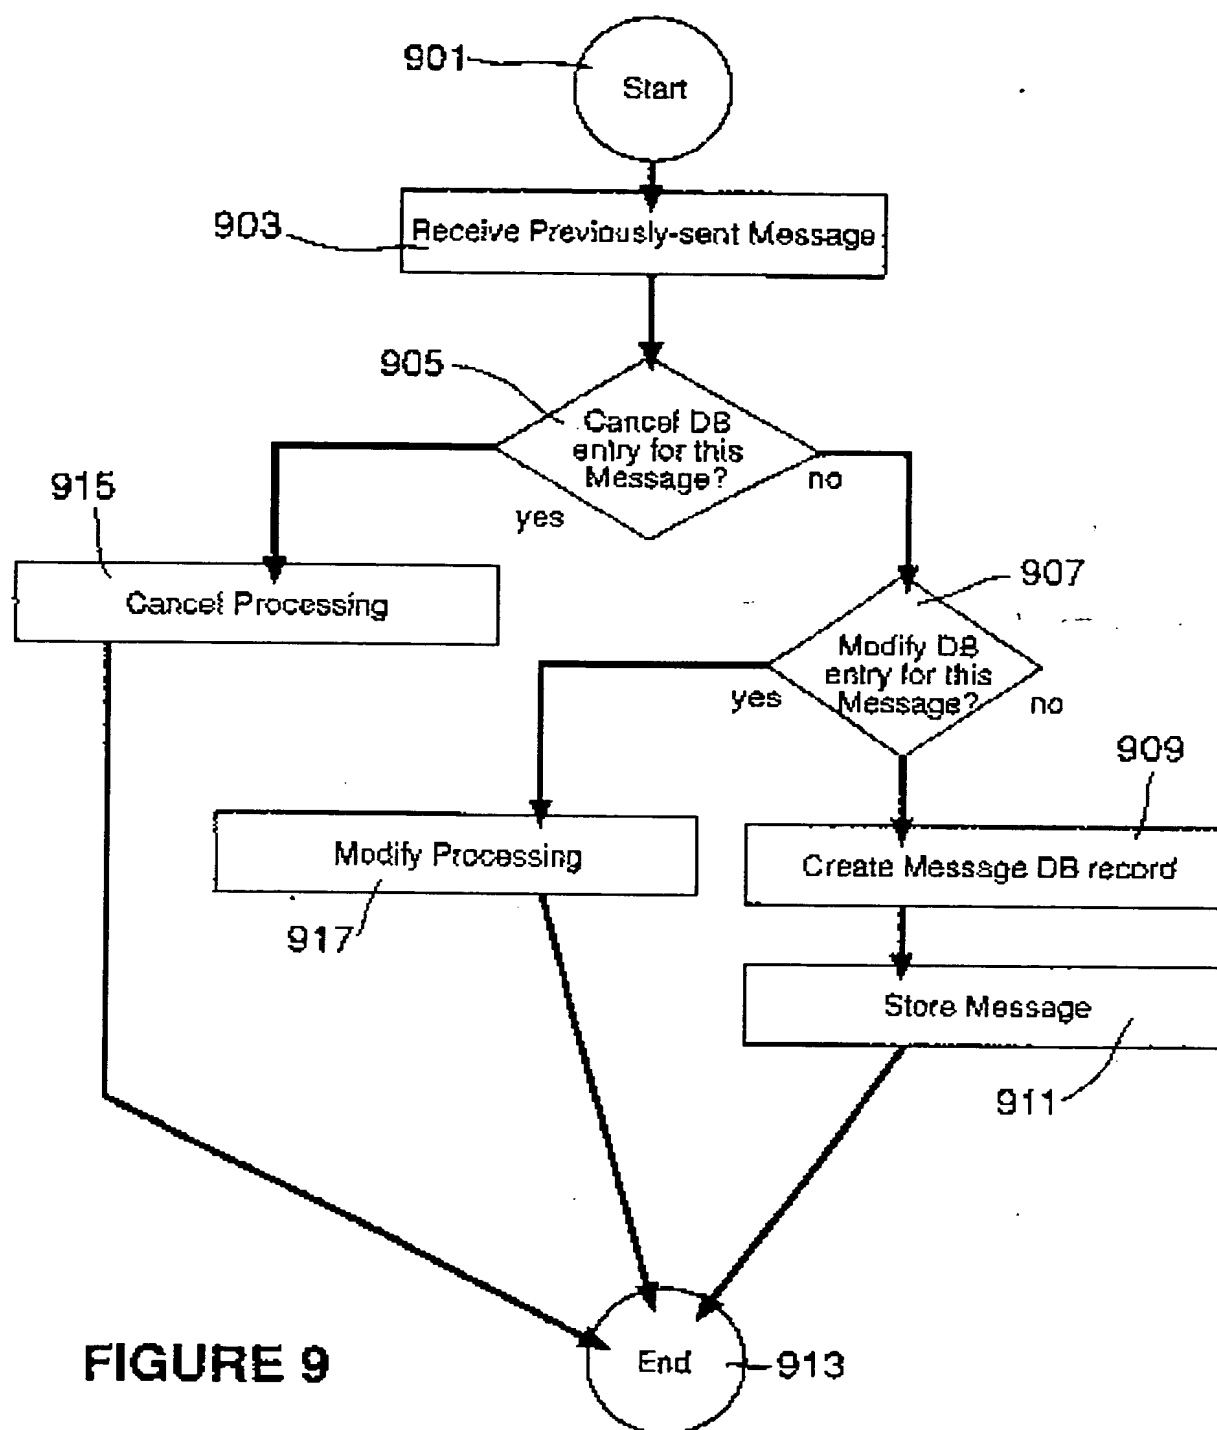 901
Start
903
Receive Previously-sent Message
905
Cancel DB
entry for this
Message?
no
yes
915
Cancel Processing
907
Modify DB
entry for this
Message?
yes
no
909
Modify Processing
Create Message DB record
917
Store Message
911
End
913
FIGURE 9